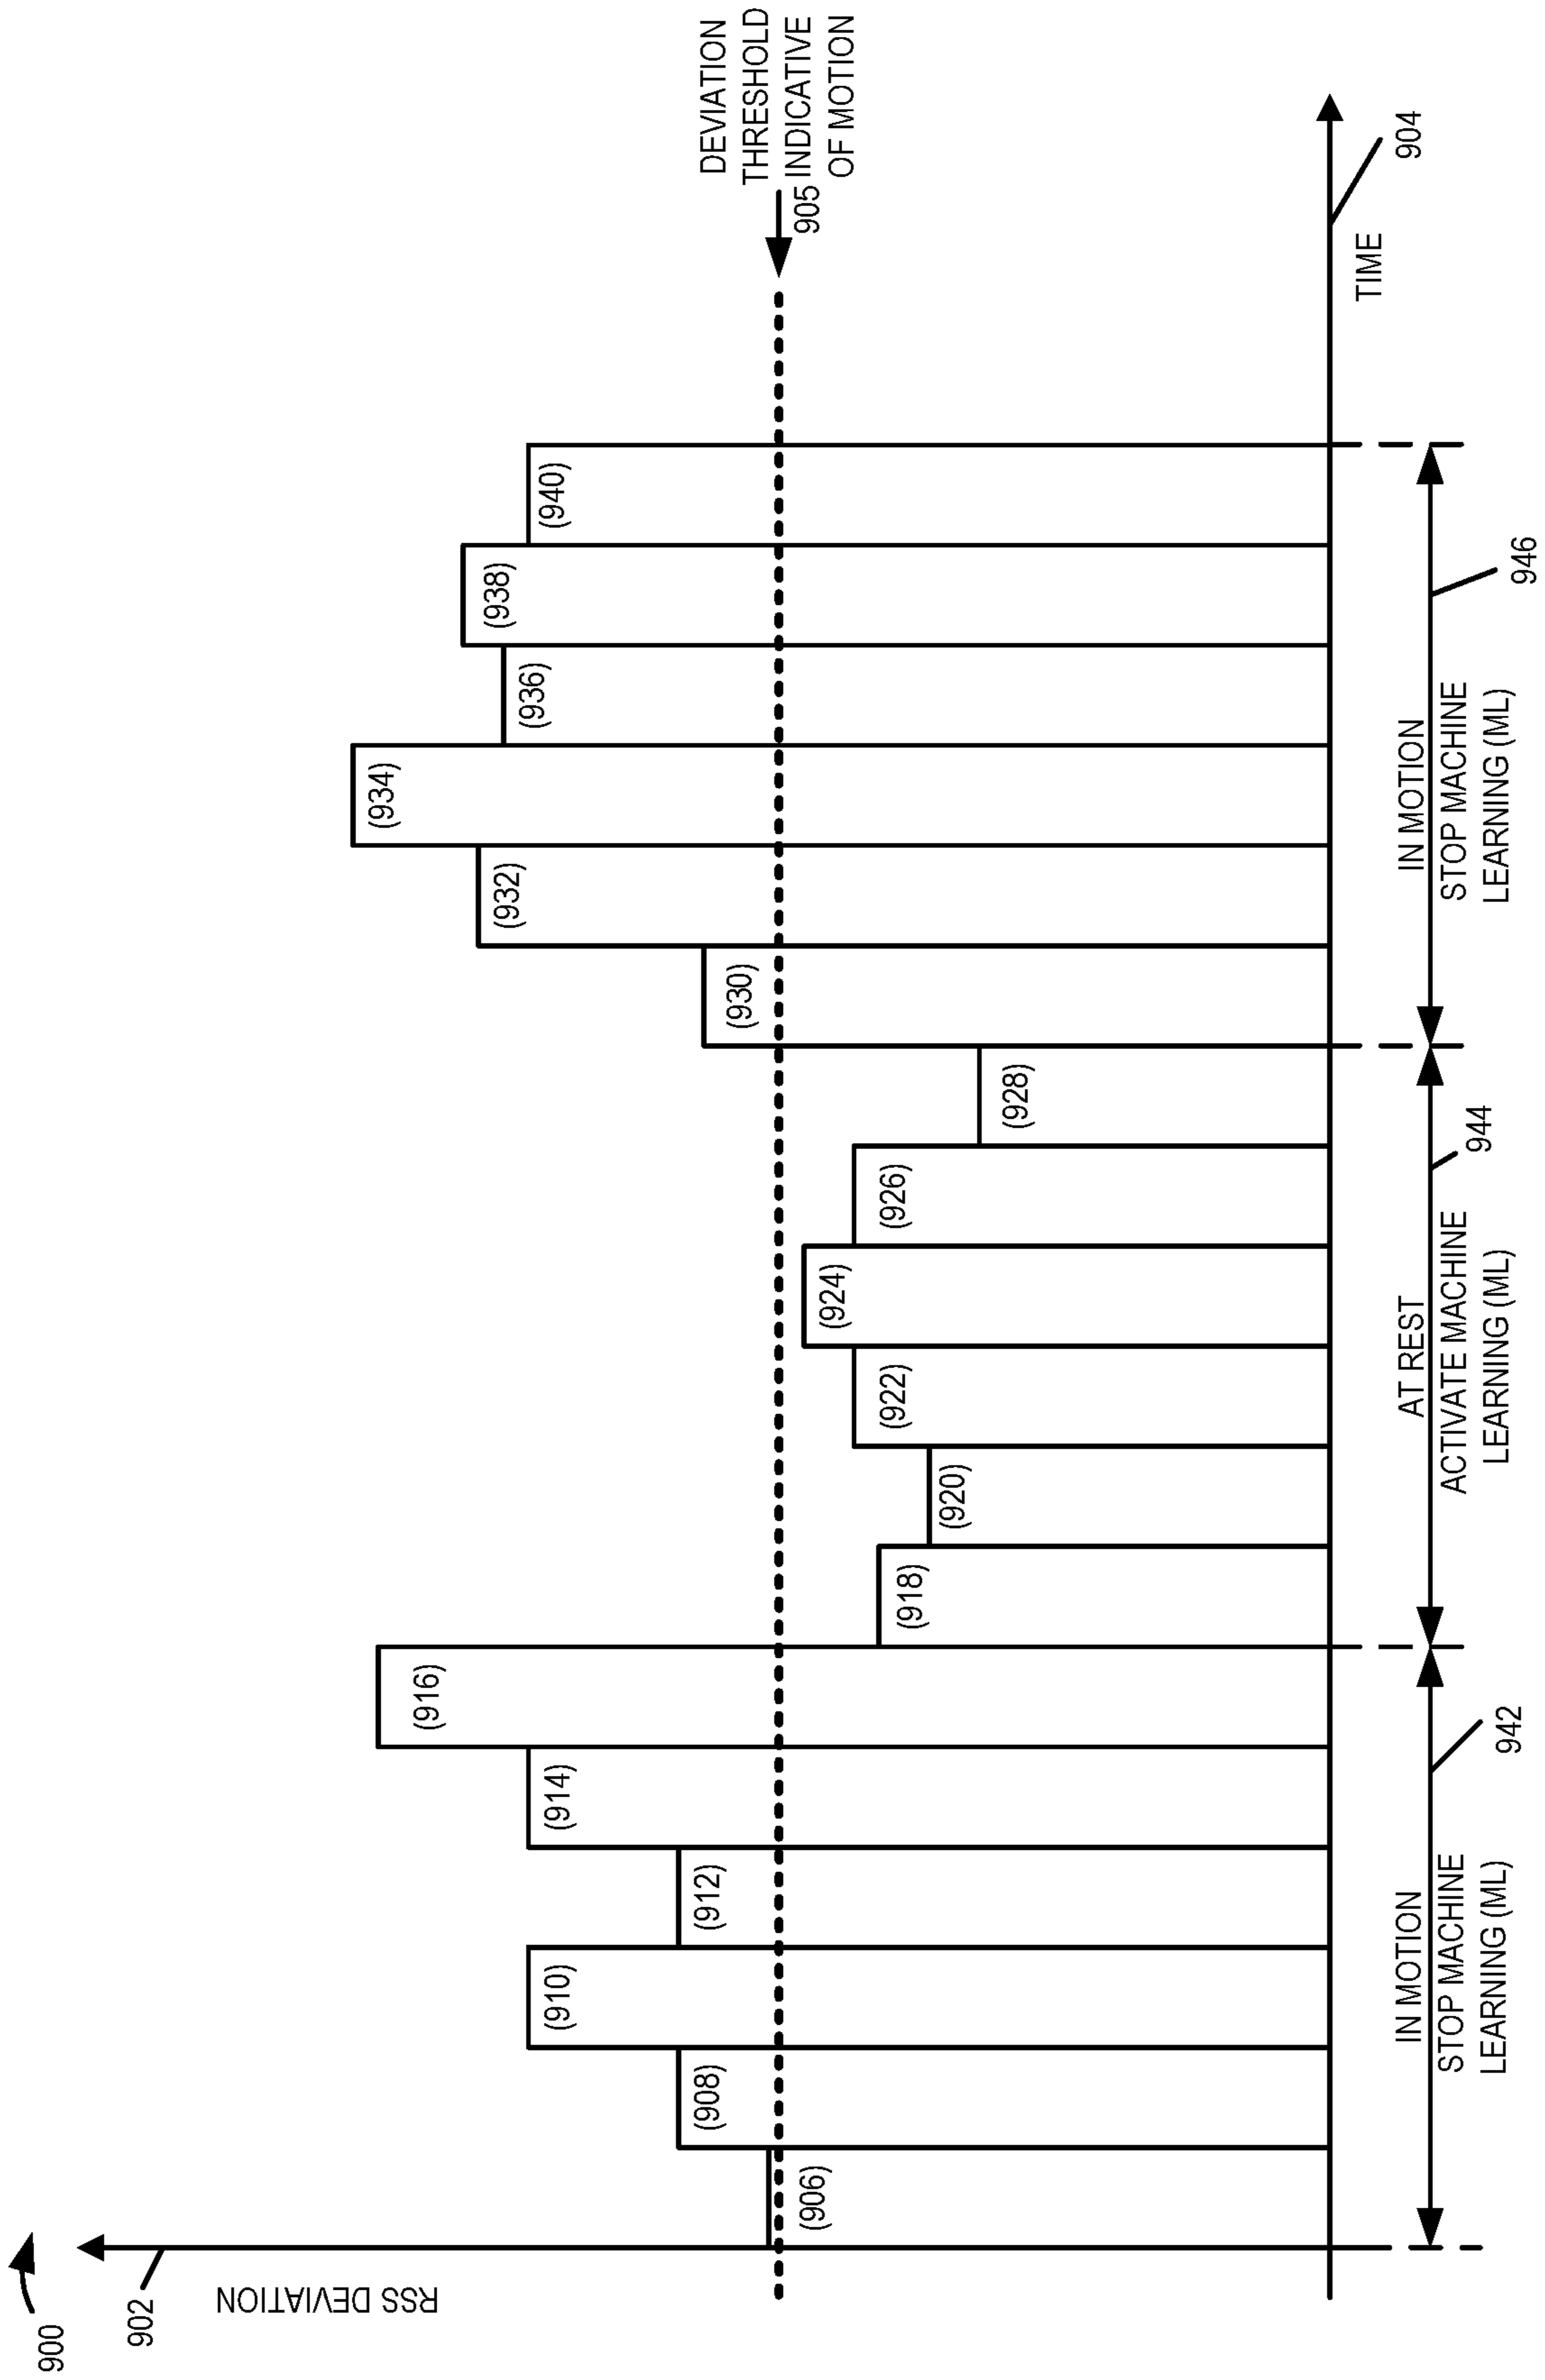 900
902
RSS DEVIATION
(906)
(908)
(910)
(912)
(914)
(916)
(918)
(920)
(922)
(924)
(926)
(928)
(930)
(932)
(934)
(936)
(938)
(940)
DEVIATION
THRESHOLD
INDICATIVE
OF MOTION
905
TIME
904
IN MOTION
STOP MACHINE
LEARNING (ML)
942
AT REST
ACTIVATE MACHINE
LEARNING (ML)
944
IN MOTION
STOP MACHINE
LEARNING (ML)
946